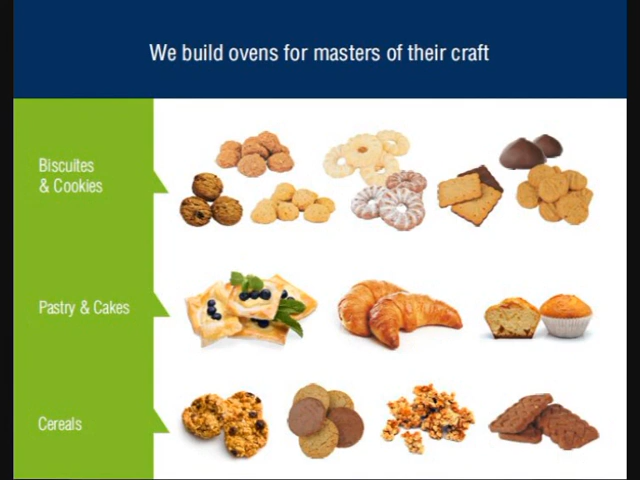 We build ovens for masters of their craft
Biscuites
& Cookies
Pastry & Cakes
Cereals